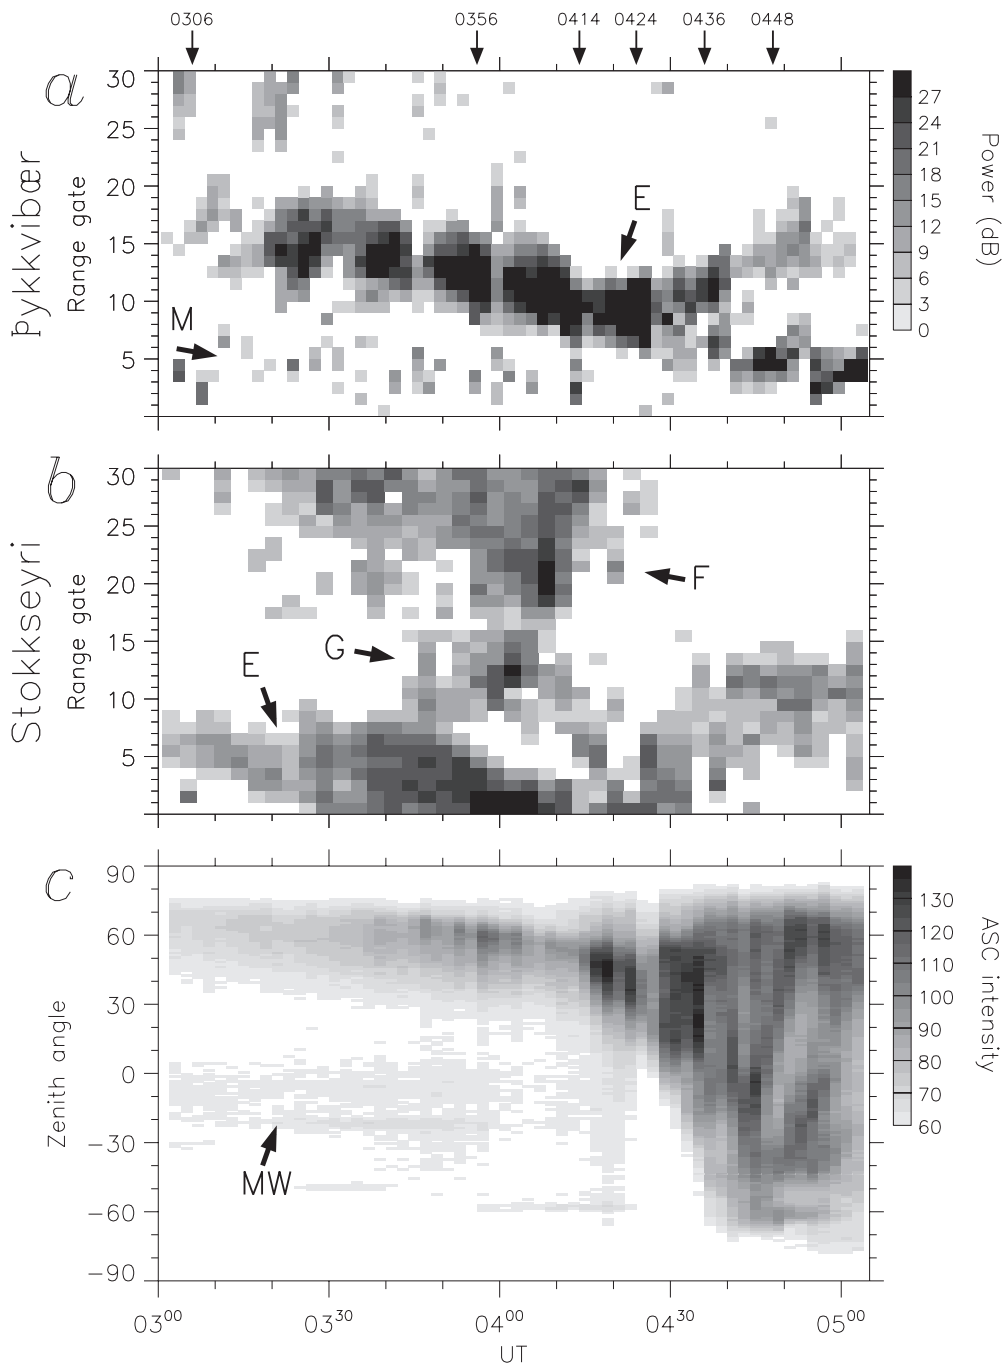 0306 0356 0414 0424 0436 0448
a
Þykkvibær
Range gate
30
25
20
15
10
5
M
E
27
24
21
18
15
12
9
6
3
0
Power (dB)
b
Stokkseyri
Range gate
30
25
20
15
10
5
E
G
F
c
Zenith angle
90
60
30
0
−30
−60
−90
MW
130
120
110
100
90
80
70
60
ASC intensity
03⁰⁰ 03³⁰ 04⁰⁰ 04³⁰ 05⁰⁰
UT